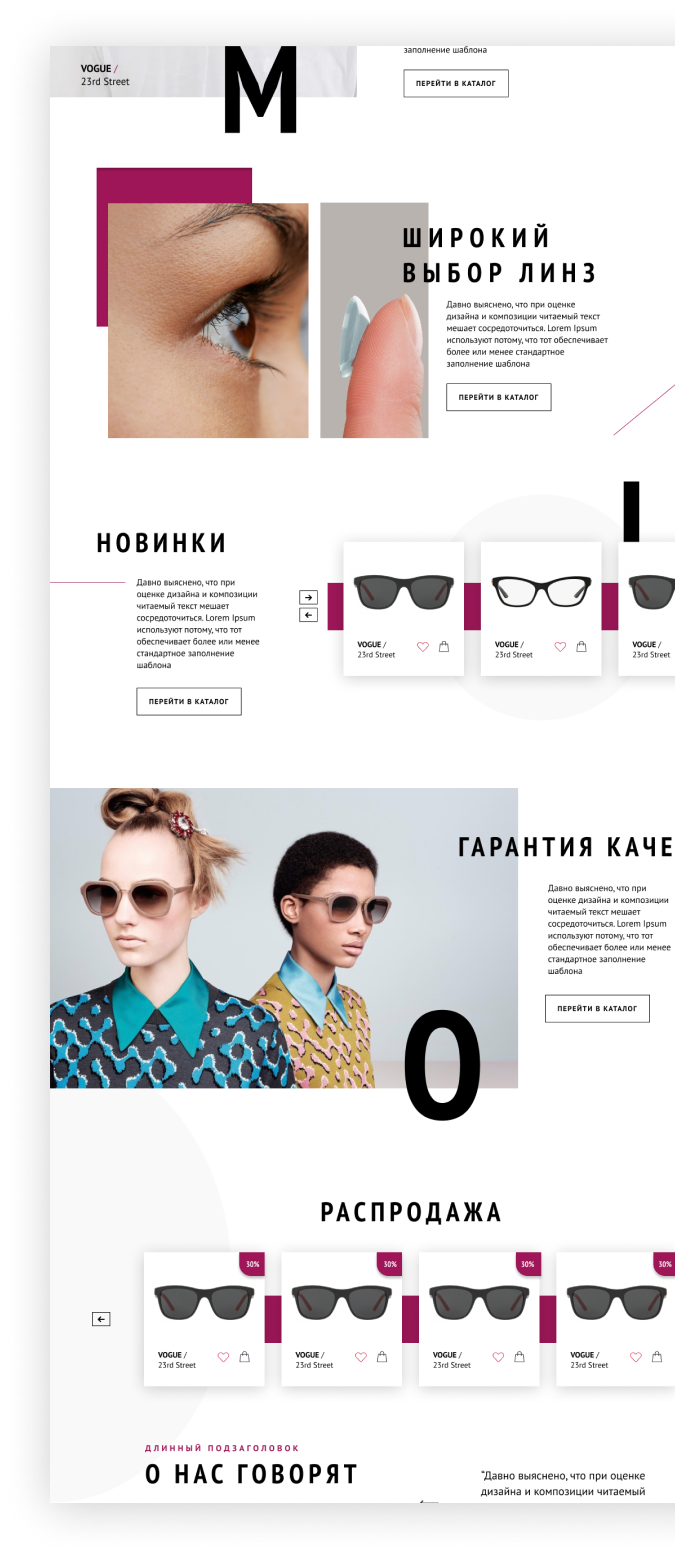 заполнение шаблона
VOGUE /
23rd Street
ПЕРЕЙТИ В КАТАЛОГ
М
ШИРОКИЙ
ВЫБОР ЛИНЗ
Давно выяснено, что при оценке
дизайна и композиции читаемый текст
мешает сосредоточиться. Lorem Ipsum
используют потому, что тот обеспечивает
более или менее стандартное
заполнение шаблона
ПЕРЕЙТИ В КАТАЛОГ
НОВИНКИ
Давно выяснено, что при
оценке дизайна и композиции
читаемый текст мешает
сосредоточиться. Lorem Ipsum
используют потому, что тот
обеспечивает более или менее
стандартное заполнение
шаблона
ПЕРЕЙТИ В КАТАЛОГ
VOGUE /
23rd Street
VOGUE /
23rd Street
VOGUE /
23rd Street
ГАРАНТИЯ КАЧЕ
Давно выяснено, что при
оценке дизайна и композиции
читаемый текст мешает
сосредоточиться. Lorem Ipsum
используют потому, что тот
обеспечивает более или менее
стандартное заполнение
шаблона
ПЕРЕЙТИ В КАТАЛОГ
О
РАСПРОДАЖА
30%
30%
30%
30%
VOGUE /
23rd Street
VOGUE /
23rd Street
VOGUE /
23rd Street
VOGUE /
23rd Street
ДЛИННЫЙ ПОДЗАГОЛОВОК
О НАС ГОВОРЯТ
"Давно выяснено, что при оценке
дизайна и композиции читаемый